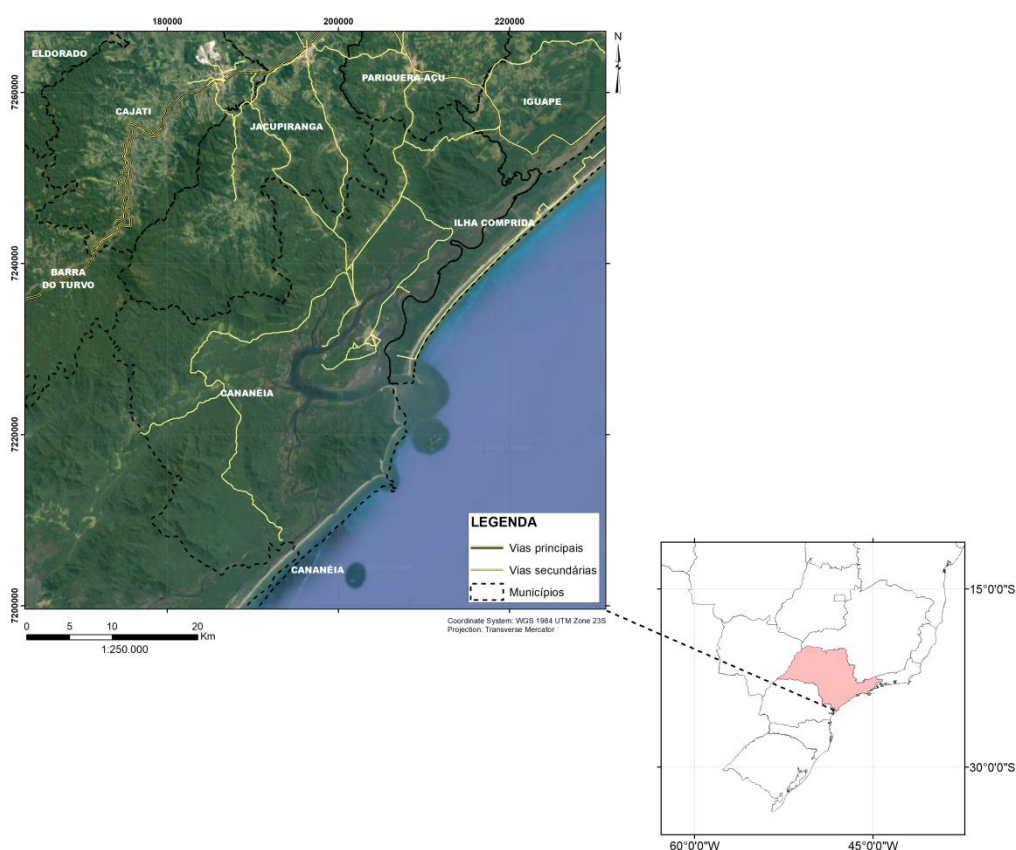 180000
200000
220000
N
ELDORADO
PARIQUERA-AÇU
7260000
CAJATI
IGUAPE
JACUPIRANGA
ILHA COMPRIDA
7240000
BARRA
DO TURVO
CANANÉIA
7220000
LEGENDA
Vias principais
Vias secundárias
Municípios
CANANÉIA
7200000
0 5 10 20
Km
1:250.000
Coordinate System: WGS 1984 UTM Zone 23S
Projection: Transverse Mercator
15°0'0"S
30°0'0"S
60°0'0"W
45°0'0"W